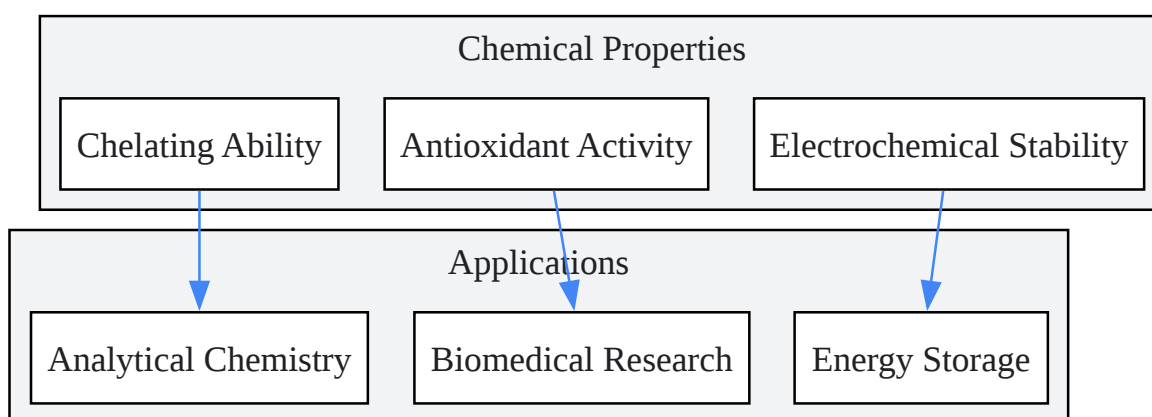 Chemical Properties
Chelating Ability
Antioxidant Activity
Electrochemical Stability
Applications
Analytical Chemistry
Biomedical Research
Energy Storage